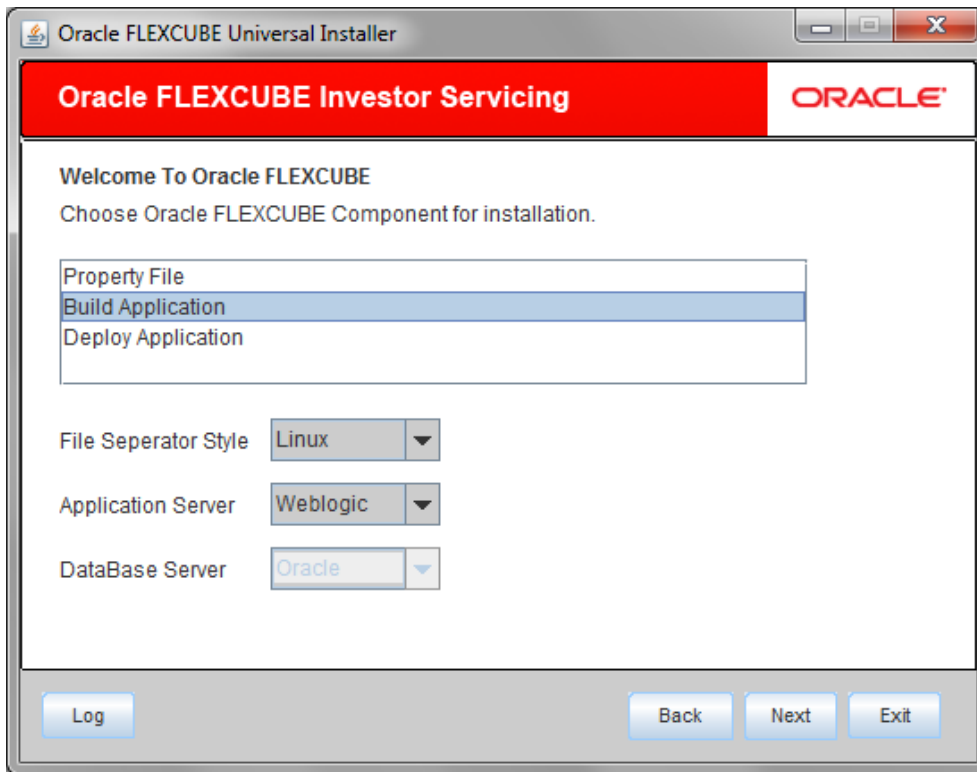 Oracle FLEXCUBE Universal Installer
Oracle FLEXCUBE Investor Servicing
ORACLE
Welcome To Oracle FLEXCUBE
Choose Oracle FLEXCUBE Component for installation.
Property File
Build Application
Deploy Application
File Seperator Style Linux
Application Server Weblogic
DataBase Server Oracle
Log Back Next Exit